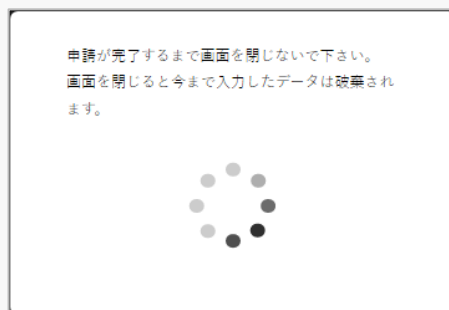 申請が完了するまで画面を閉じないで下さい。
画面を閉じると今まで入力したデータは破棄され
ます。